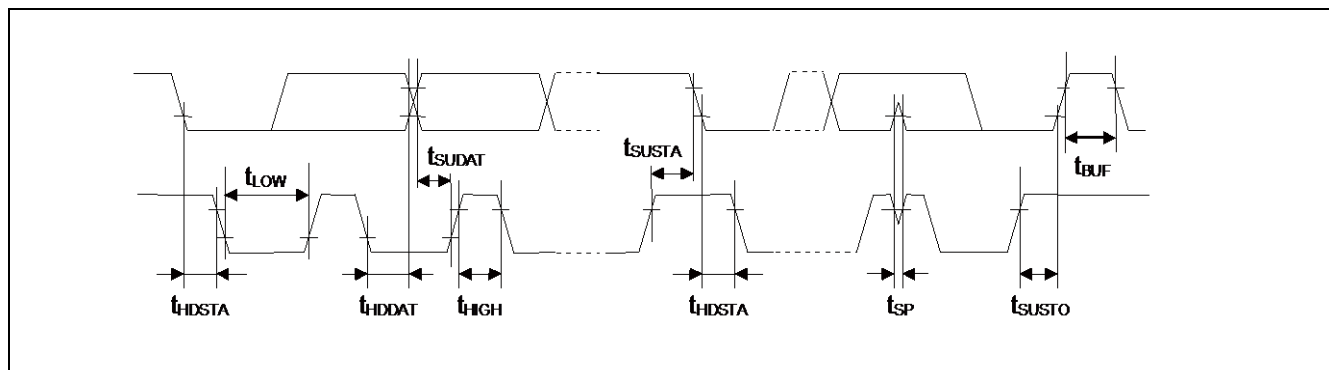 tSUDAT
tSUSTA
tBUF
tLOW
tHDSTA
tHDDAT
tHIGH
tHDSTA
tSP
tSUSTO